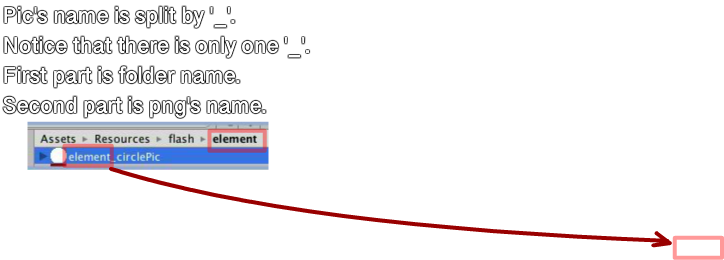 Pic's name is split by '_'.
Notice that there is only one '_'.
First part is folder name.
Second part is png's name.
Assets ▸ Resources ▸ flash ▸ element
element_circlePic